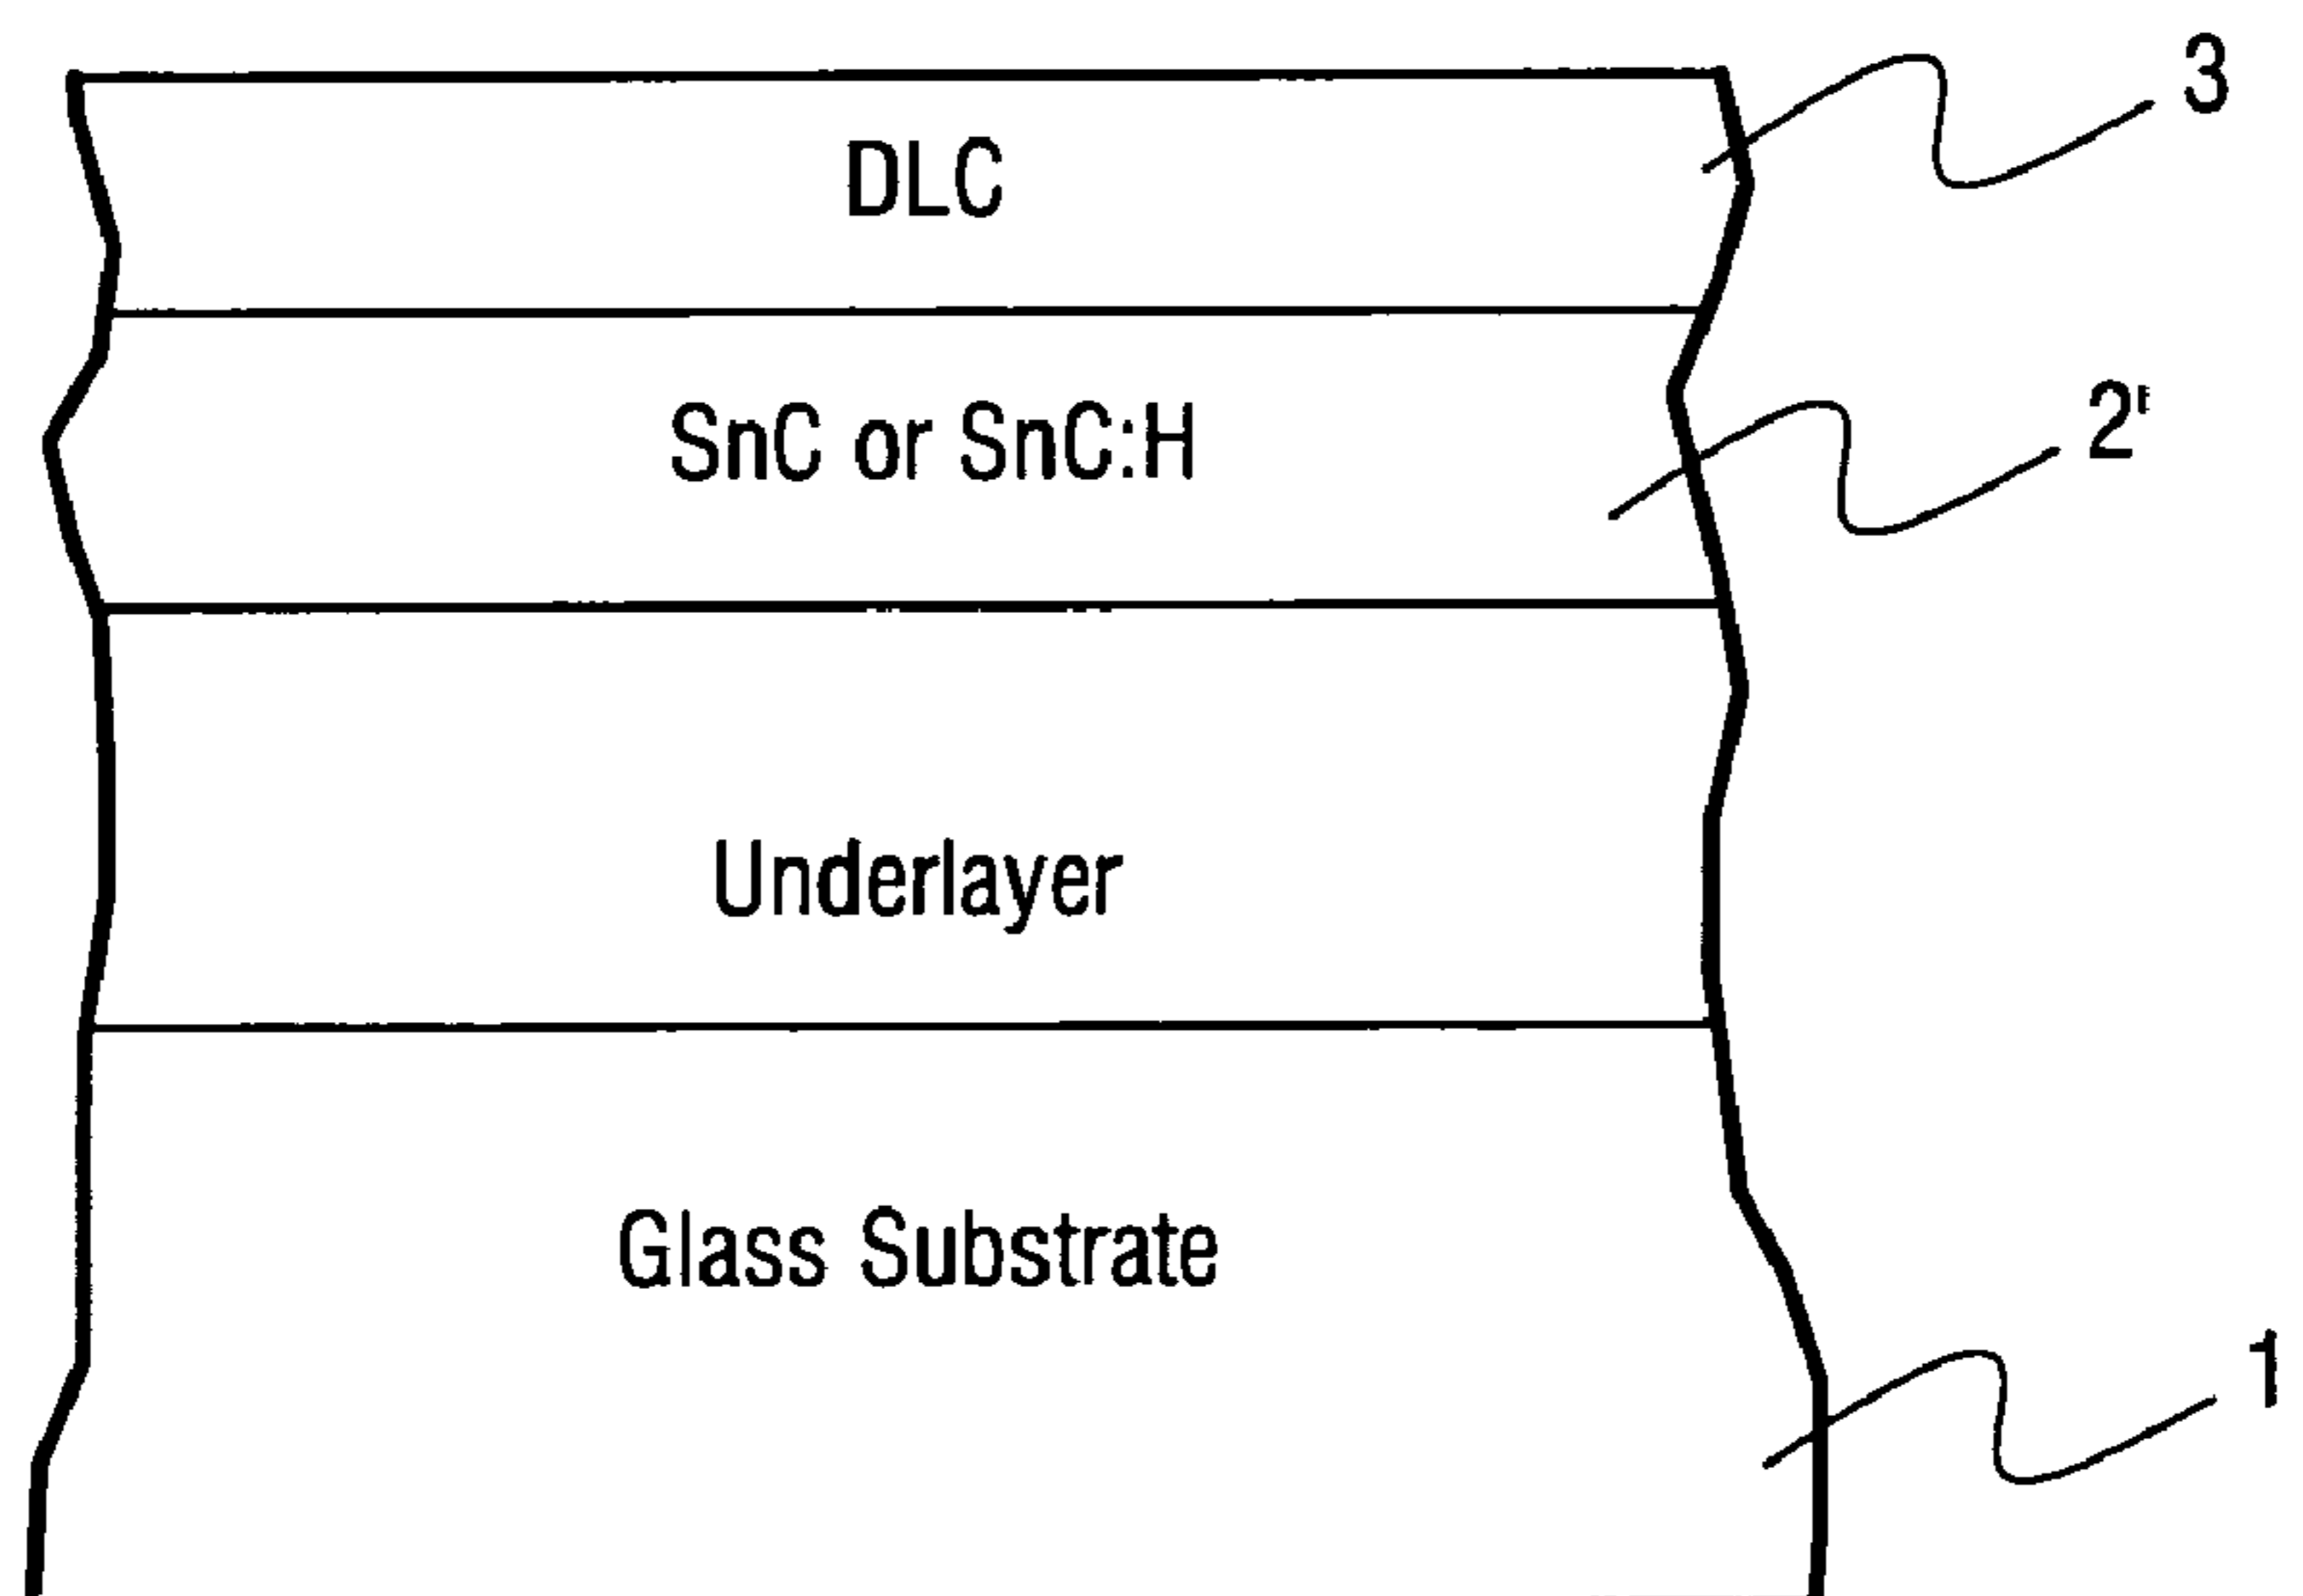 3
DLC
2'
SnC or SnC:H
Underlayer
Glass Substrate
1